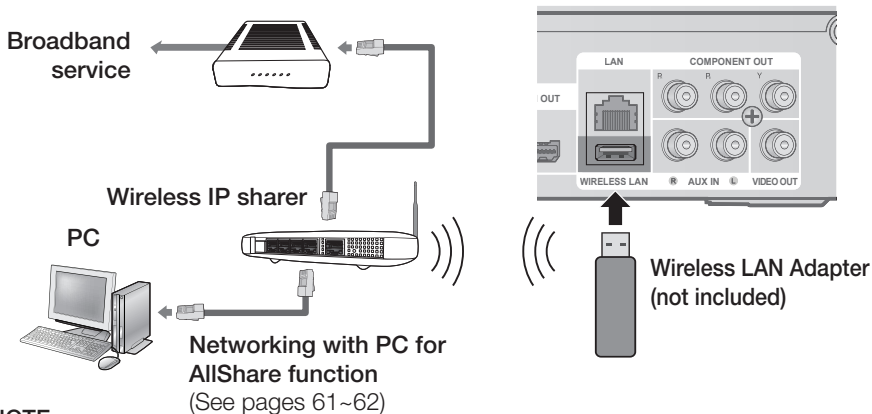 Broadband
service
LAN
COMPONENT OUT
R R Y
OUT
WIRELESS LAN
R AUX IN L
VIDEO OUT
Wireless IP sharer
PC
Wireless LAN Adapter
(not included)
Networking with PC for
AllShare function
(See pages 61~62)